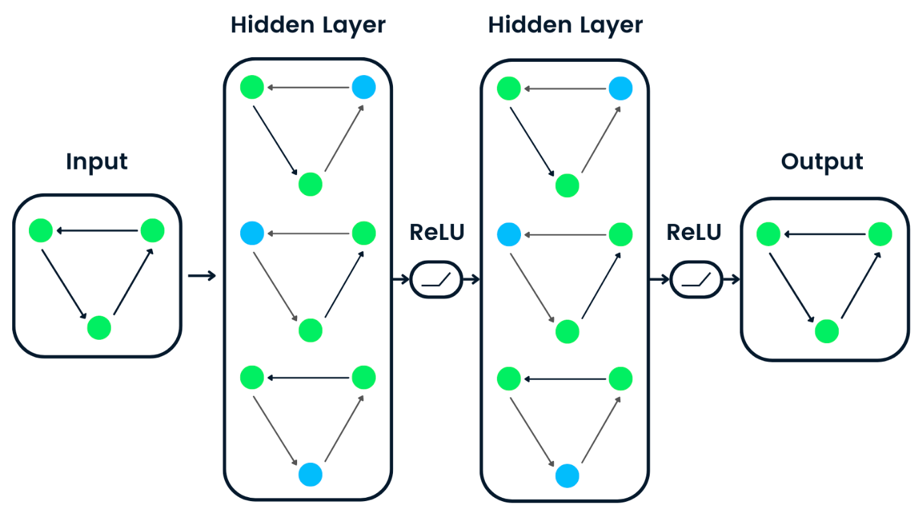 Hidden Layer
Hidden Layer
Input
Output
ReLU
ReLU